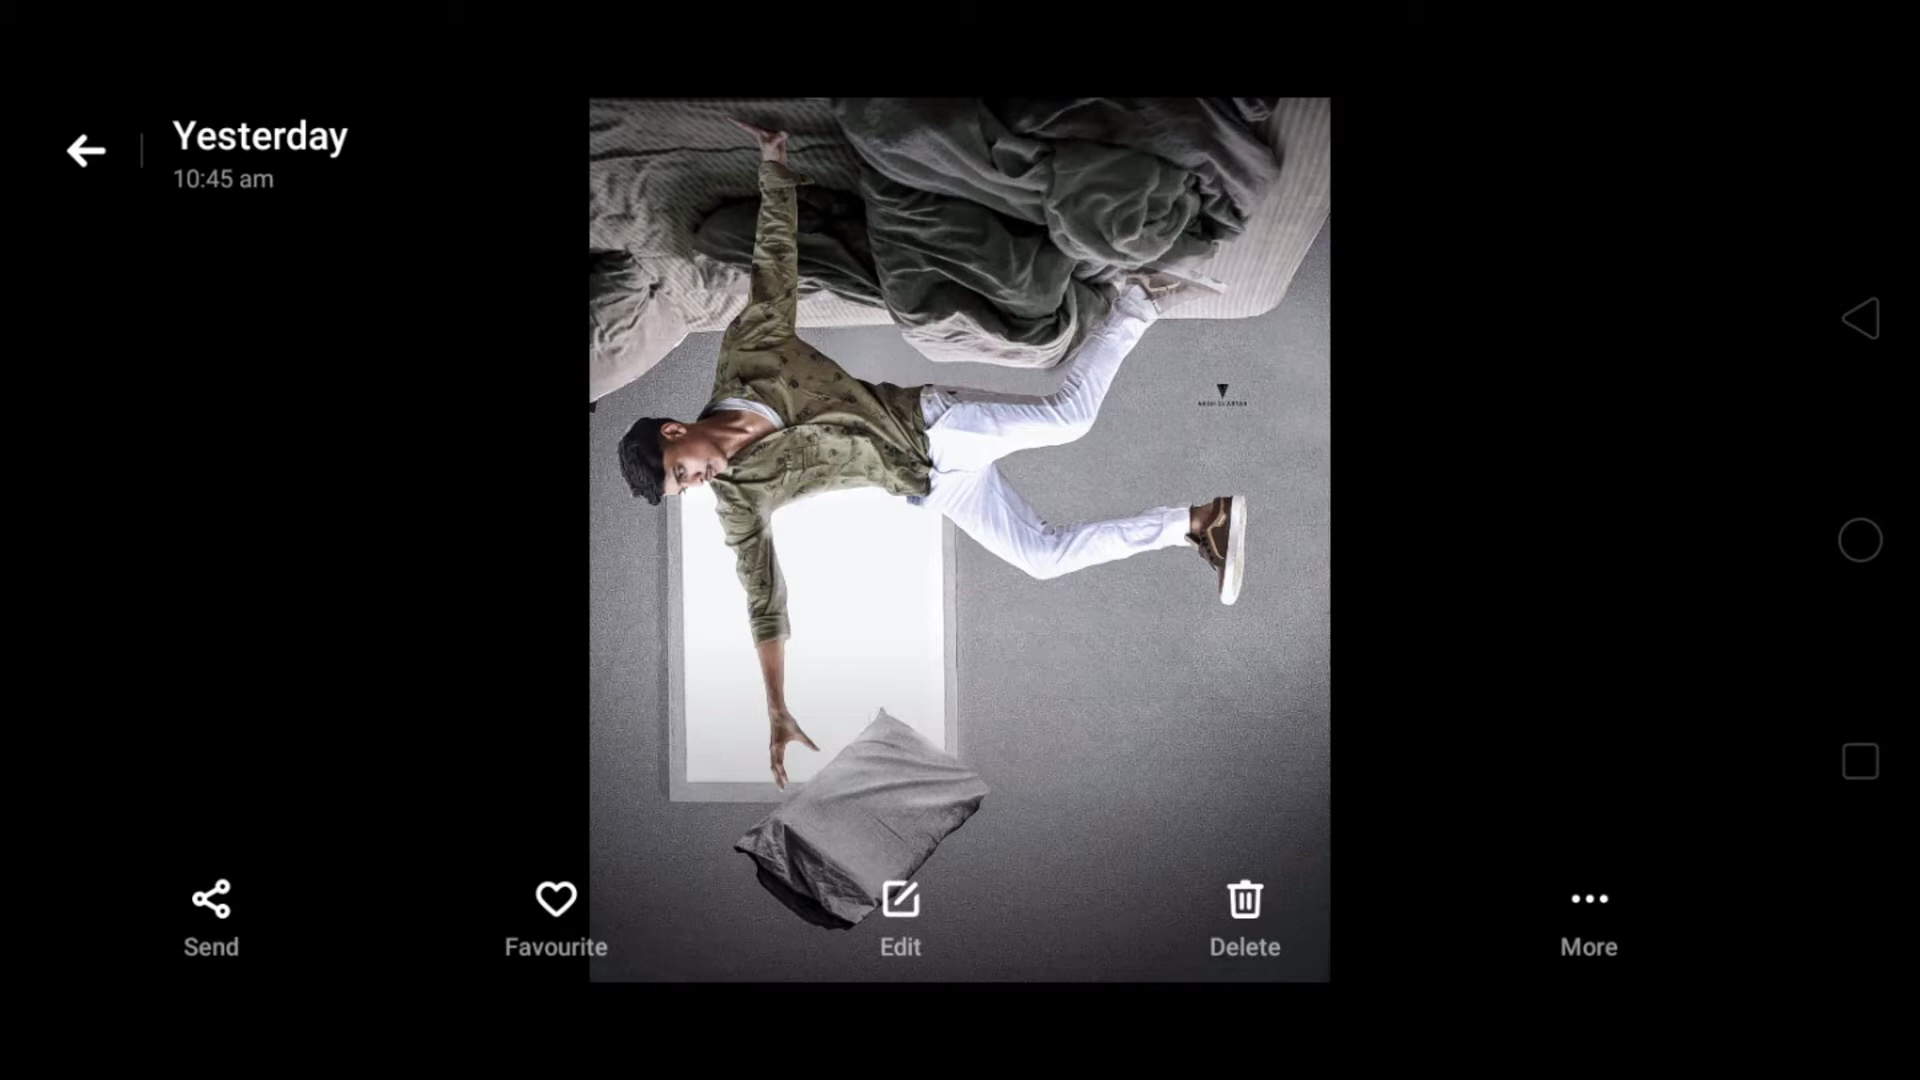 Yesterday
10:45 am
Send
Favourite
Edit
Delete
More